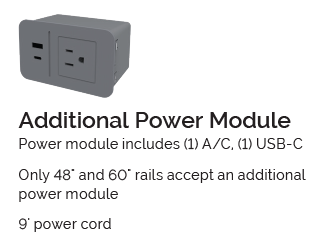 Additional Power Module
Power module includes (1) A/C, (1) USB-C
Only 48" and 60" rails accept an additional
power module
9' power cord